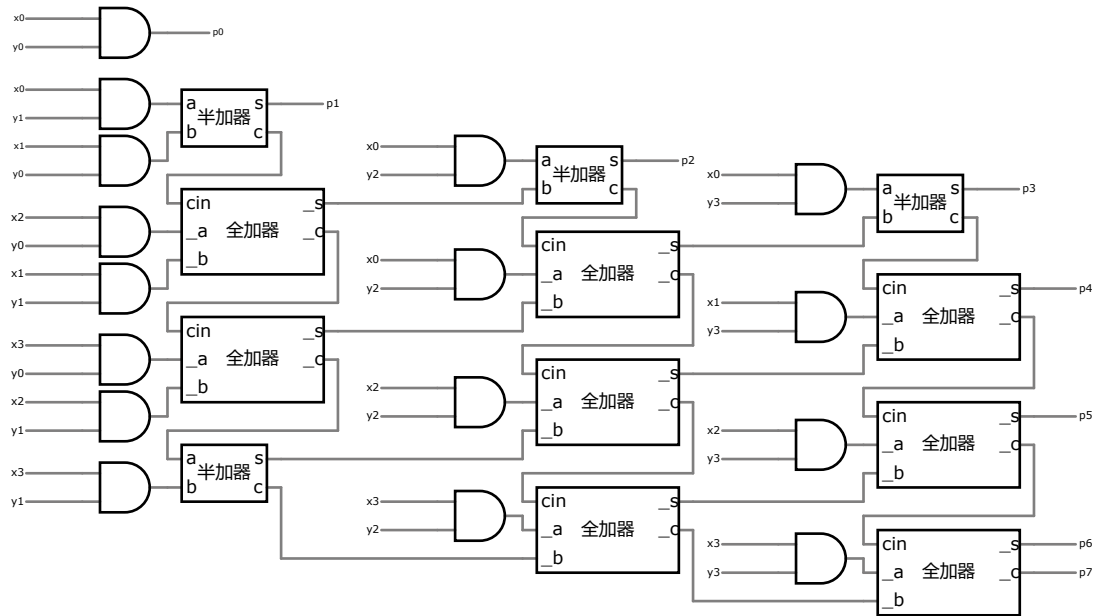 x0
y0
p0
x0
y1
x1
y0
a s
半加器
b c
p1
x2
y0
x1
y1
cin _s
_a 全加器 _c
_b
x3
y0
x2
y1
cin _s
_a 全加器 _c
_b
x3
y1
a s
半加器
b c
x0
y2
a s
半加器
b c
p2
x0
y2
cin _s
_a 全加器 _c
_b
x2
y2
cin _s
_a 全加器 _c
_b
x3
y2
cin _s
_a 全加器 _c
_b
x0
y3
a s
半加器
b c
p3
x1
y3
cin _s
_a 全加器 _c
_b
p4
x2
y3
cin _s
_a 全加器 _c
_b
p5
x3
y3
cin _s
_a 全加器 _c
_b
p6
p7